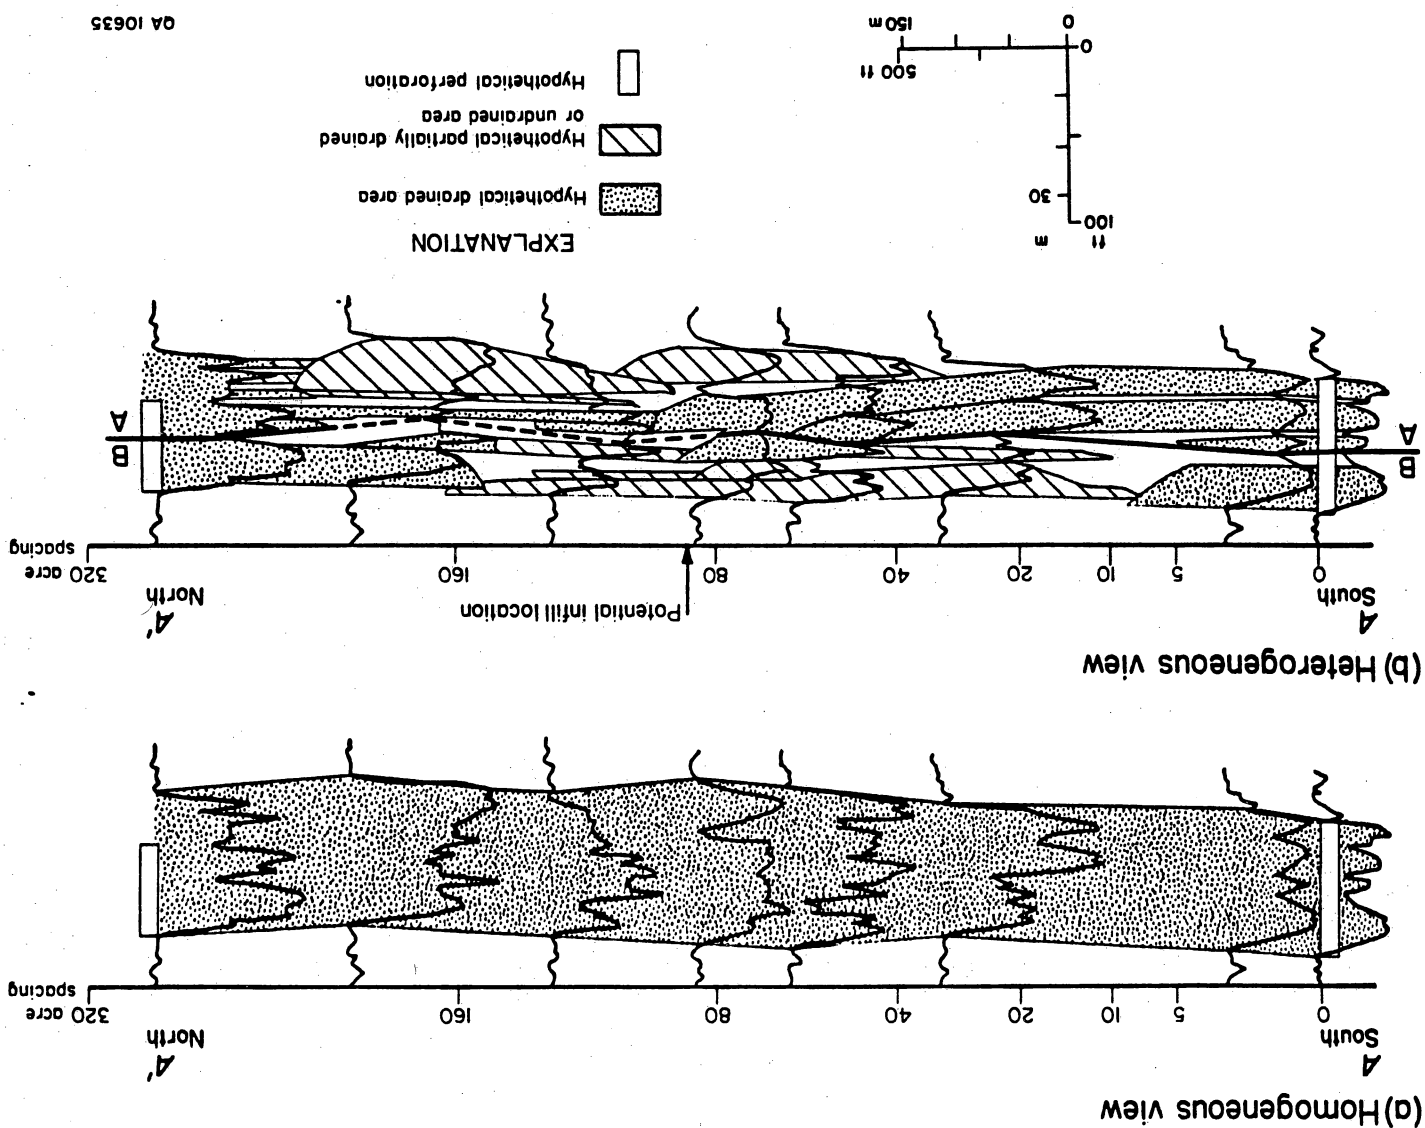 (a) Homogeneous view
A
South
A'
North
0
5
10
20
40
80
160
320 acre
spacing
(b) Heterogeneous view
A
South
Potential infill location
A'
North
0
5
10
20
40
80
160
320 acre
spacing
B
A
B
A
EXPLANATION
Hypothetical drained area
Hypothetical partially drained
or undrained area
Hypothetical perforation
ft
m
100
30
0
0
500 ft
150 m
QA 10635